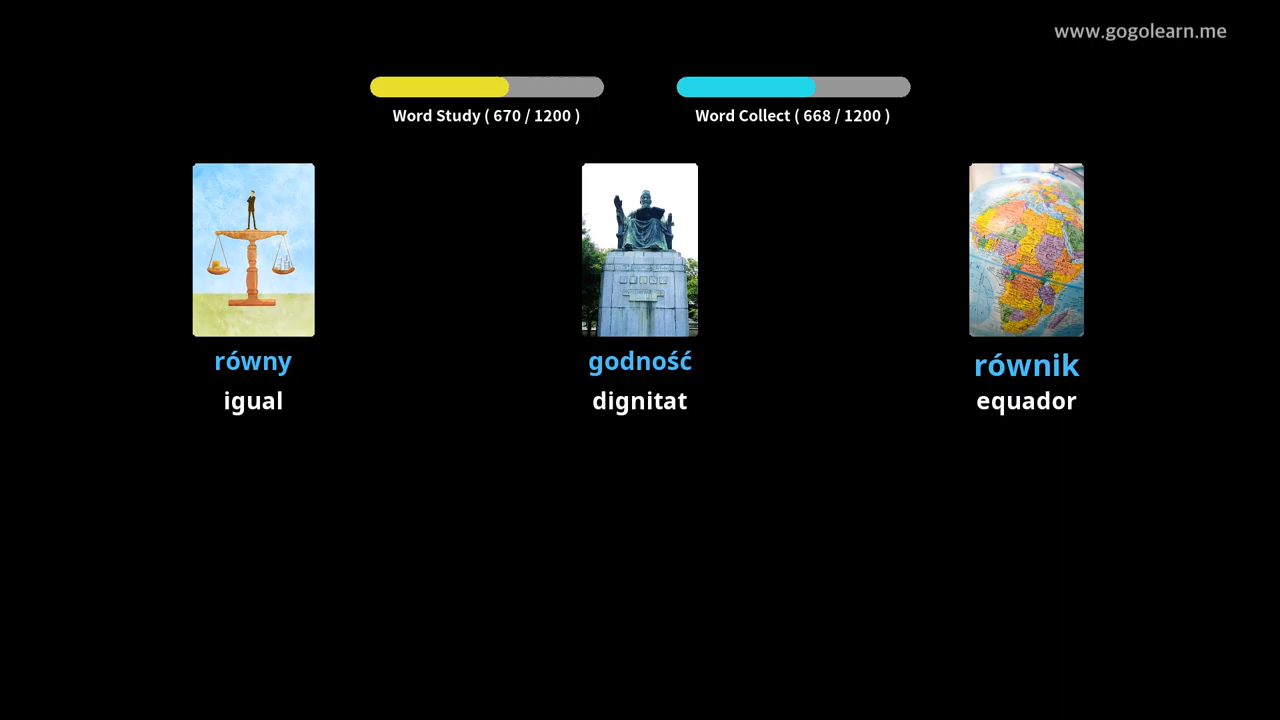 www.gogolearn.me
Word Study ( 670 / 1200 )
Word Collect ( 668 / 1200 )
równy
godność
równik
igual
dignitat
equador